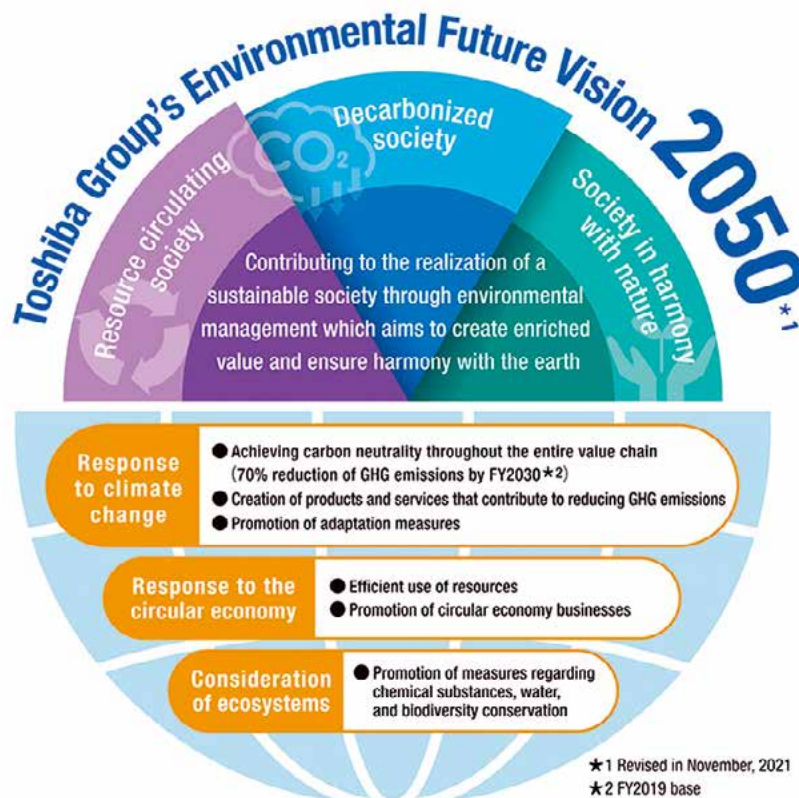 Toshiba Group's Environmental Future Vision 2050★1
Resource circulating
society
CO2
Decarbonized
society
Society in harmony
with nature
Contributing to the realization of a
sustainable society through environmental
management which aims to create enriched
value and ensure harmony with the earth
Response
to climate
change
● Achieving carbon neutrality throughout the entire value chain
(70% reduction of GHG emissions by FY2030★2)
● Creation of products and services that contribute to reducing GHG emissions
● Promotion of adaptation measures
Response to the
circular economy
● Efficient use of resources
● Promotion of circular economy businesses
Consideration
of ecosystems
● Promotion of measures regarding
chemical substances, water,
and biodiversity conservation
★1 Revised in November, 2021
★2 FY2019 base